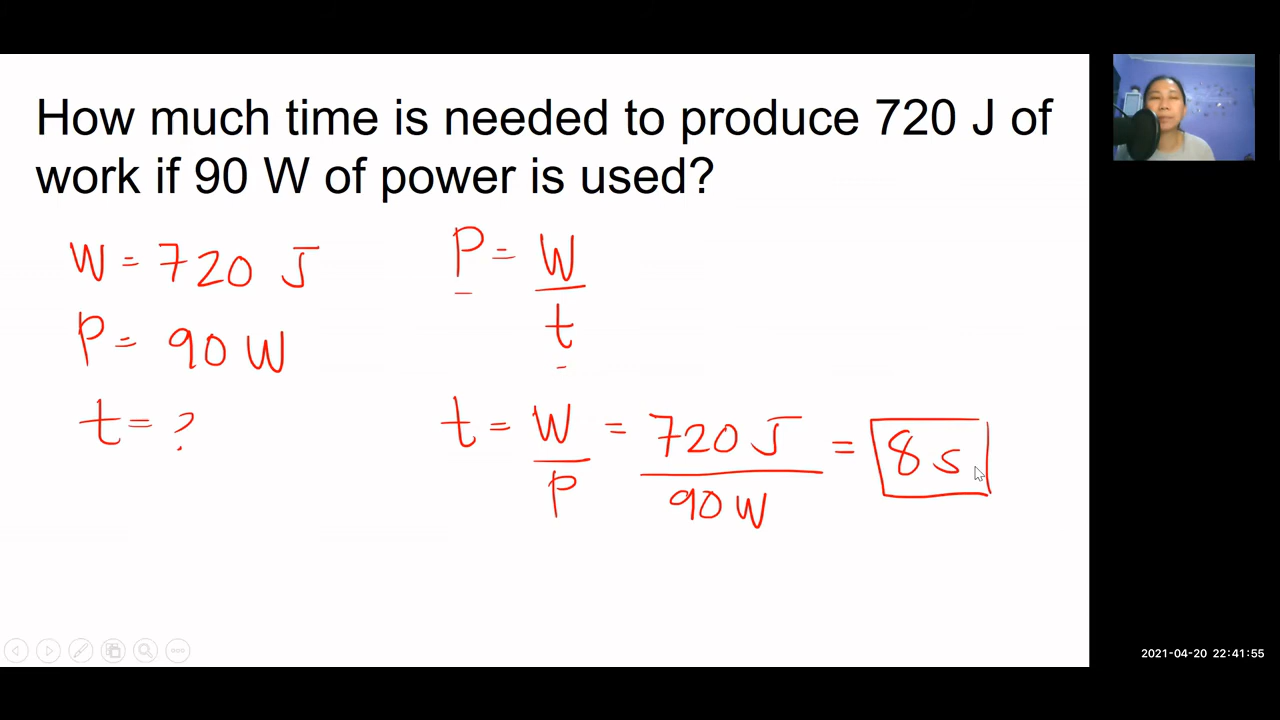 How much time is needed to produce 720 J of
work if 90 W of power is used?
W = 720 J
P = 90 W
t = ?
P = W
t
t = W = 720 J = 8 s
P 90 W
2021-04-20 22:41:55